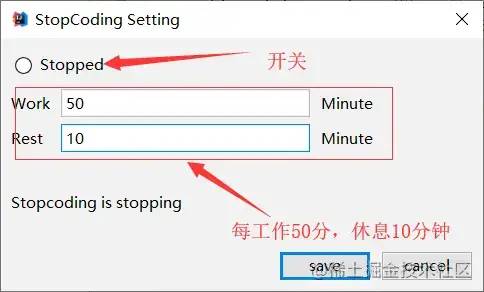 StopCoding Setting
Stopped
开关
Work 50 Minute
Rest 10 Minute
Stopcoding is stopping
每工作50分，休息10分钟
save cancel
@稀土掘金技术社区